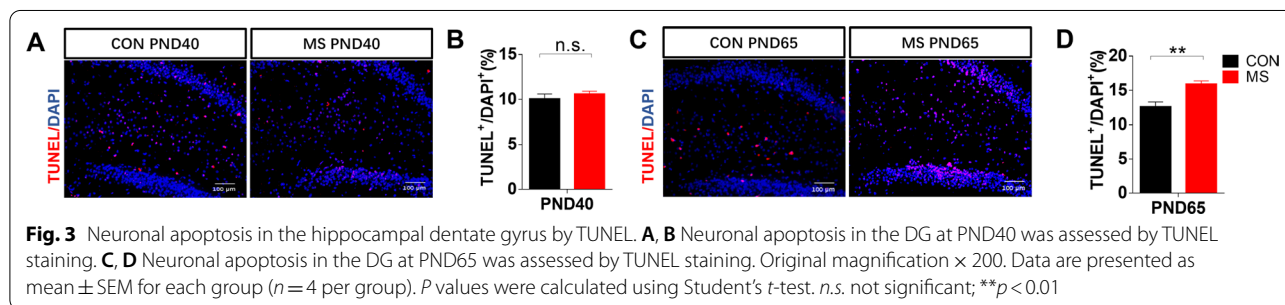 A
CON PND40
MS PND40
TUNEL/DAPI
100 μm
100 μm
B
n.s.
TUNEL⁺/DAPI⁺(%)
15
10
5
0
PND40
C
CON PND65
MS PND65
TUNEL/DAPI
100 μm
100 μm
D
**
CON
MS
TUNEL⁺/DAPI⁺(%)
20
15
10
5
0
PND65
Fig. 3 Neuronal apoptosis in the hippocampal dentate gyrus by TUNEL. A, B Neuronal apoptosis in the DG at PND40 was assessed by TUNEL
staining. C, D Neuronal apoptosis in the DG at PND65 was assessed by TUNEL staining. Original magnification × 200. Data are presented as
mean ± SEM for each group (n = 4 per group). P values were calculated using Student's t-test. n.s. not significant; **p < 0.01